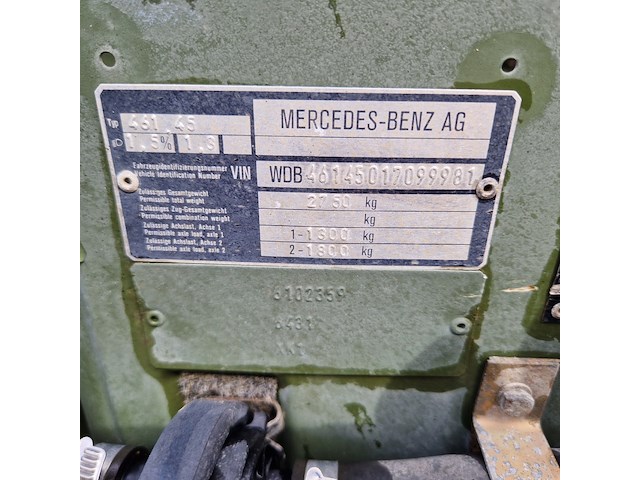 Typ 461.45
1.5% 1.6
MERCEDES-BENZ AG
Fahrzeugidentifizierungsnummer
Vehicle Identification Number VIN WDB 46145017099981
Zulässiges Gesamtgewicht
Permissible total weight 2750 kg
Zulässiges Zug-Gesamtgewicht
Permissible combination weight kg
Zulässige Achslast, Achse 1
Permissible axle load, axle 1 1-1300 kg
Zulässige Achslast, Achse 2
Permissible axle load, axle 2 2-1800 kg
6102359